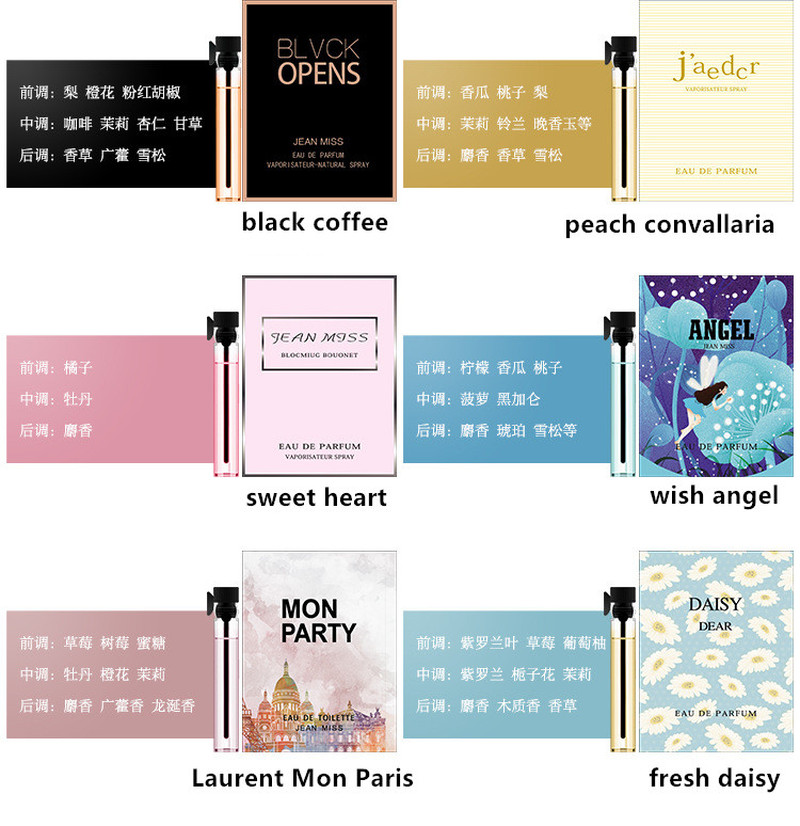 前调：梨 橙花 粉红胡椒
中调：咖啡 茉莉 杏仁 甘草
后调：香草 广藿 雪松
BLVCK
OPENS
JEAN MISS
EAU DE PARFUM
VAPORISATEUR-NATURAL SPRAY
black coffee
前调：香瓜 桃子 梨
中调：茉莉 铃兰 晚香玉等
后调：麝香 香草 雪松
j'aedcr
VAPORISATEUR SPRAY
EAU DE PARFUM
peach convallaria
前调：橘子
中调：牡丹
后调：麝香
JEAN MISS
BLOCMIUG BOUONET
EAU DE PARFUM
VAPORISATEUR SPRAY
sweet heart
前调：柠檬 香瓜 桃子
中调：菠萝 黑加仑
后调：麝香 琥珀 雪松等
ANGEL
JEAN MISS
EAU DE PARFUM
wish angel
前调：草莓 树莓 蜜糖
中调：牡丹 橙花 茉莉
后调：麝香 广藿香 龙涎香
MON
PARTY
EAU DE TOILETTE
JEAN MISS
Laurent Mon Paris
前调：紫罗兰叶 草莓 葡萄柚
中调：紫罗兰 栀子花 茉莉
后调：麝香 木质香 香草
DAISY
DEAR
EAU DE PARFUM
fresh daisy